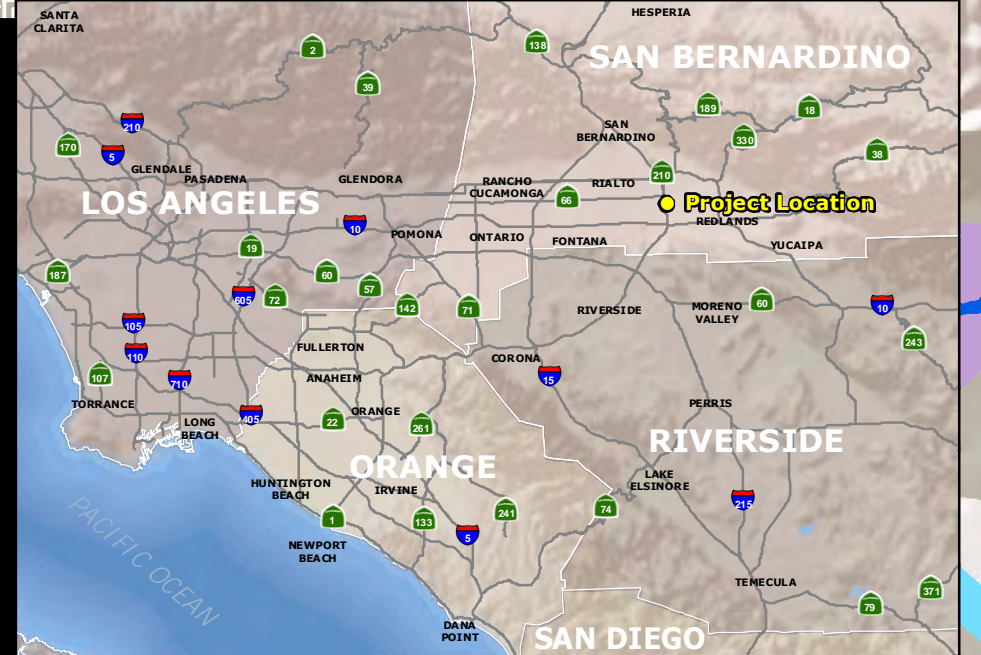 SANTA
CLARITA
HESPERIA
2
138
SAN BERNARDINO
39
189
18
210
170
5
SAN
BERNARDINO
330
38
GLENDALE
PASADENA
GLENDORA
210
RANCHO
CUCAMONGA
RIALTO
66
LOS ANGELES
Project Location
REDLANDS
10
POMONA
ONTARIO
FONTANA
YUCAIPA
19
187
60
57
605
72
142
71
RIVERSIDE
MORENO
VALLEY
60
10
105
243
110
FULLERTON
CORONA
107
710
ANAHEIM
15
TORRANCE
405
LONG
BEACH
22
ORANGE
261
PERRIS
RIVERSIDE
ORANGE
HUNTINGTON
BEACH
IRVINE
LAKE
ELSINORE
215
PACIFIC OCEAN
1
133
241
74
5
NEWPORT
BEACH
TEMECULA
371
79
DANA
POINT
SAN DIEGO